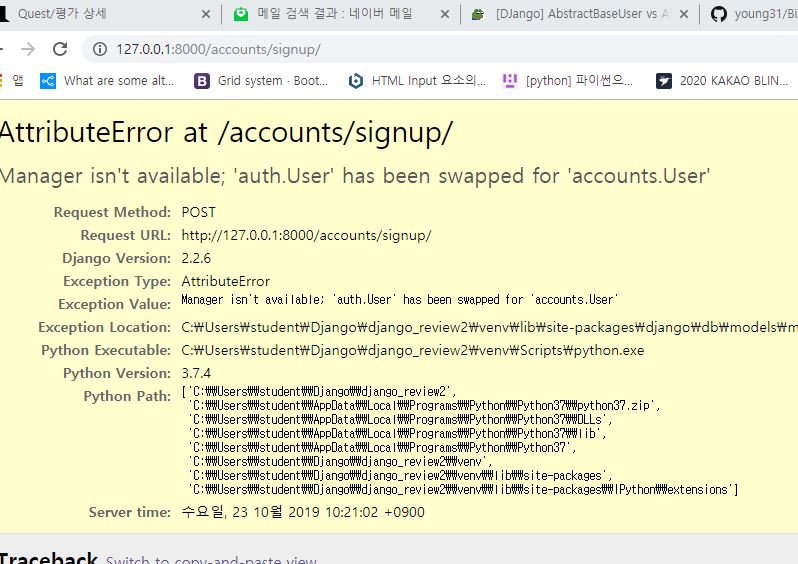 Quest/평가 상세
메일 검색 결과 : 네이버 메일
[DJango] AbstractBaseUser vs A
young31/Bi
127.0.0.1:8000/accounts/signup/
앱
What are some alt...
Grid system · Boot...
HTML Input 요소의...
[python] 파이썬으...
2020 KAKAO BLIN...
AttributeError at /accounts/signup/
Manager isn't available; 'auth.User' has been swapped for 'accounts.User'
Request Method: POST
Request URL: http://127.0.0.1:8000/accounts/signup/
Django Version: 2.2.6
Exception Type: AttributeError
Exception Value: Manager isn't available; 'auth.User' has been swapped for 'accounts.User'
Exception Location: C:₩Users₩student₩Django₩django_review2₩venv₩lib₩site-packages₩django₩db₩models₩m
Python Executable: C:₩Users₩student₩Django₩django_review2₩venv₩Scripts₩python.exe
Python Version: 3.7.4
Python Path: ['C:₩₩Users₩₩student₩₩Django₩₩django_review2',
'C:₩₩Users₩₩student₩₩AppData₩₩Local₩₩Programs₩₩Python₩₩Python37₩₩python37.zip',
'C:₩₩Users₩₩student₩₩AppData₩₩Local₩₩Programs₩₩Python₩₩Python37₩₩DLLs',
'C:₩₩Users₩₩student₩₩AppData₩₩Local₩₩Programs₩₩Python₩₩Python37₩₩lib',
'C:₩₩Users₩₩student₩₩AppData₩₩Local₩₩Programs₩₩Python₩₩Python37',
'C:₩₩Users₩₩student₩₩Django₩₩django_review2₩₩venv',
'C:₩₩Users₩₩student₩₩Django₩₩django_review2₩₩venv₩₩lib₩₩site-packages',
'C:₩₩Users₩₩student₩₩Django₩₩django_review2₩₩venv₩₩lib₩₩site-packages₩₩IPython₩₩extensions']
Server time: 수요일, 23 10월 2019 10:21:02 +0900
Traceback Switch to copy-and-paste view